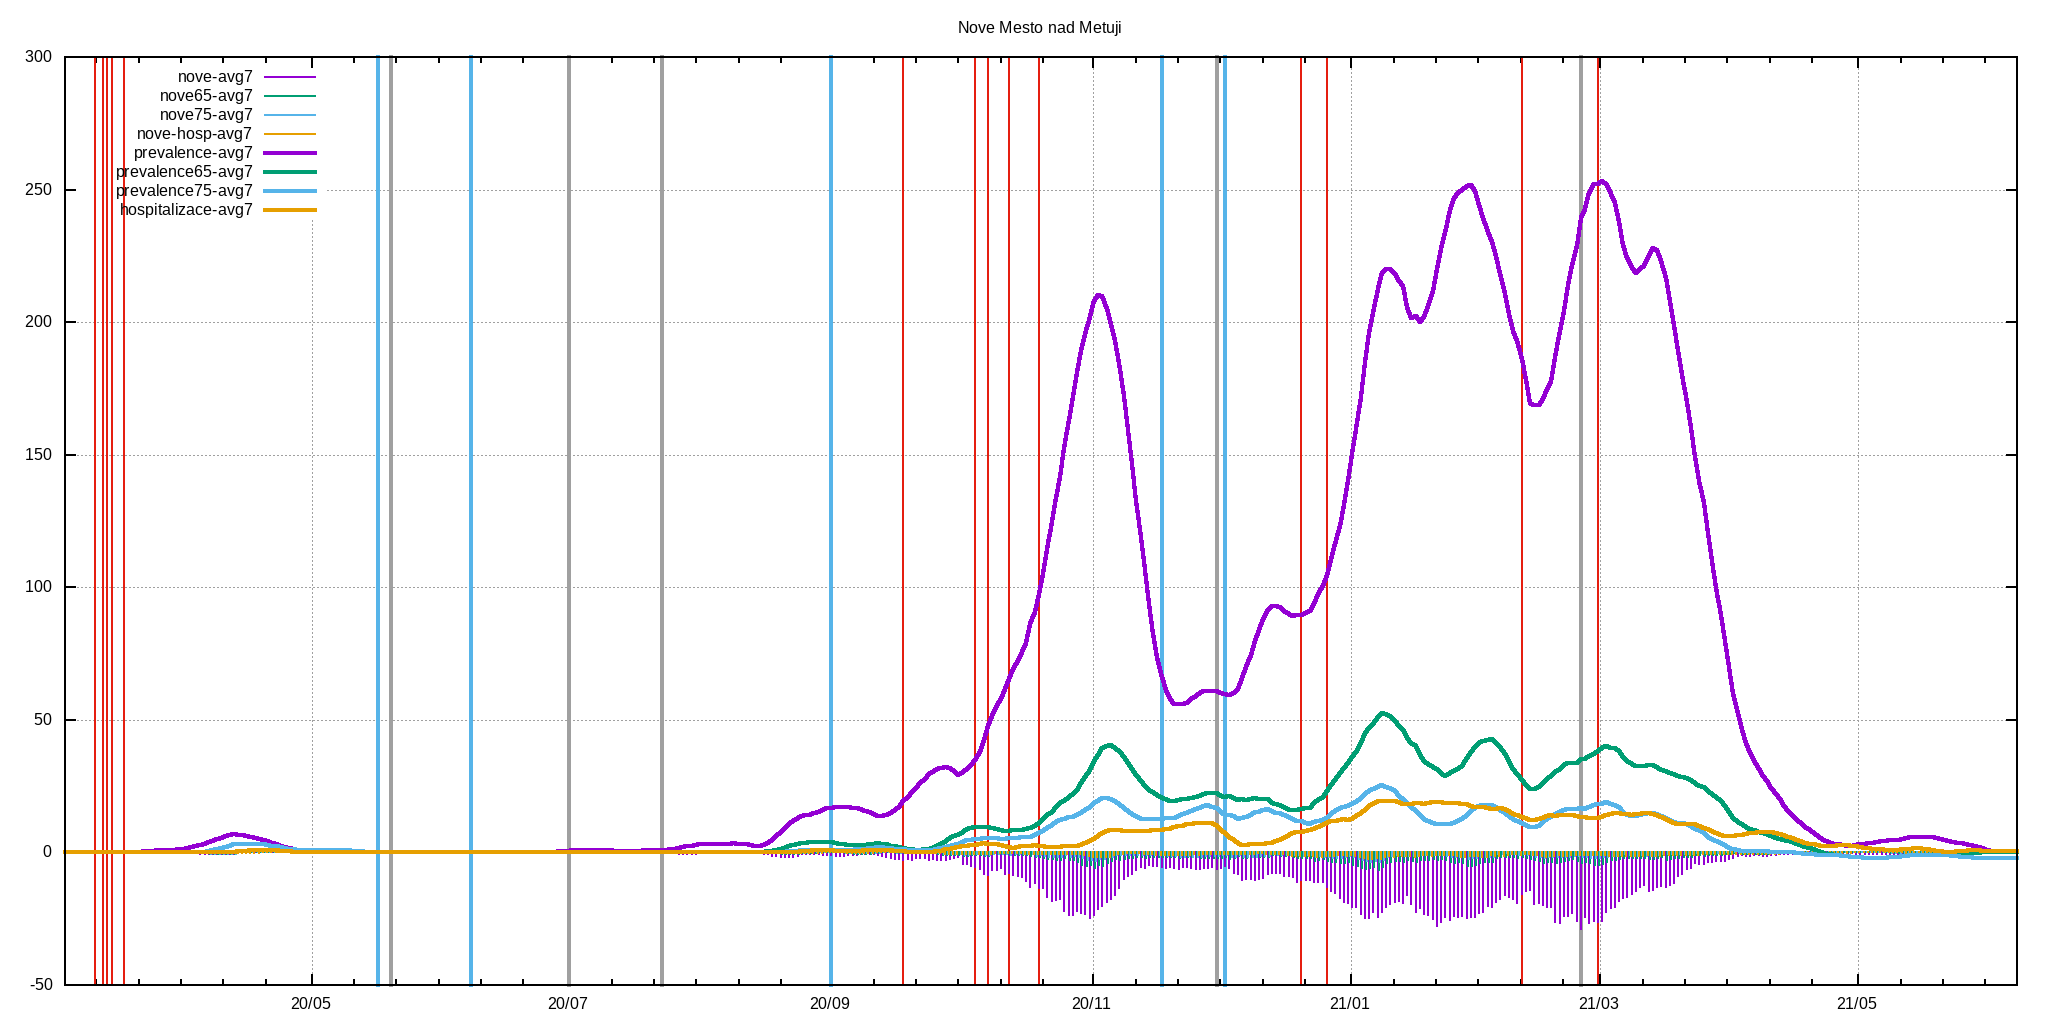 Nove Mesto nad Metuji
300
250
200
150
100
50
0
-50
nove-avg7
nove65-avg7
nove75-avg7
nove-hosp-avg7
prevalence-avg7
prevalence65-avg7
prevalence75-avg7
hospitalizace-avg7
20/05
20/07
20/09
20/11
21/01
21/03
21/05